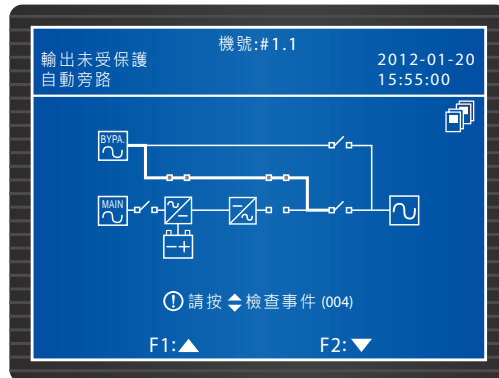 機號:#1.1
輸出未受保護
2012-01-20
自動旁路
15:55:00
BYPA.
MAIN
請按 檢查事件 (004)
F1:
F2: